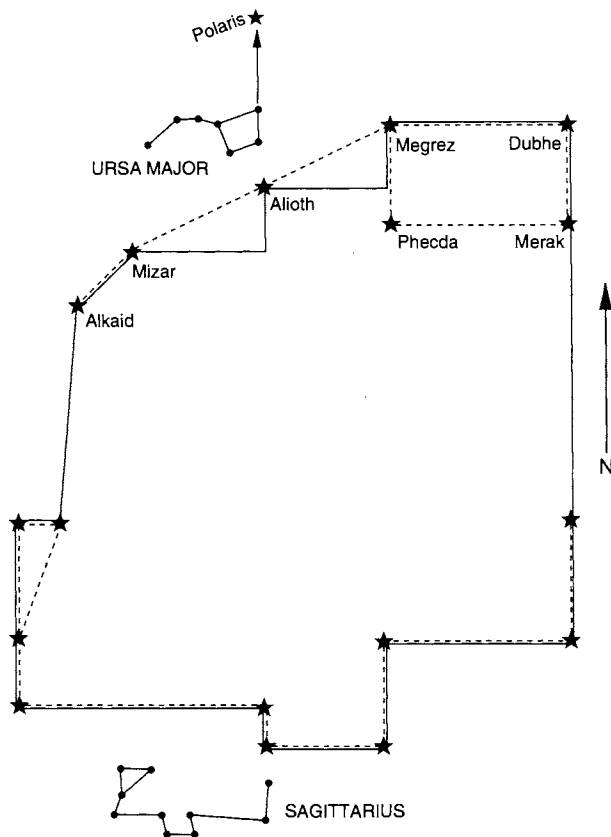 Polaris
URSA MAJOR
Megrez
Dubhe
Alioth
Phecda
Merak
Mizar
Alkaid
N
SAGITTARIUS